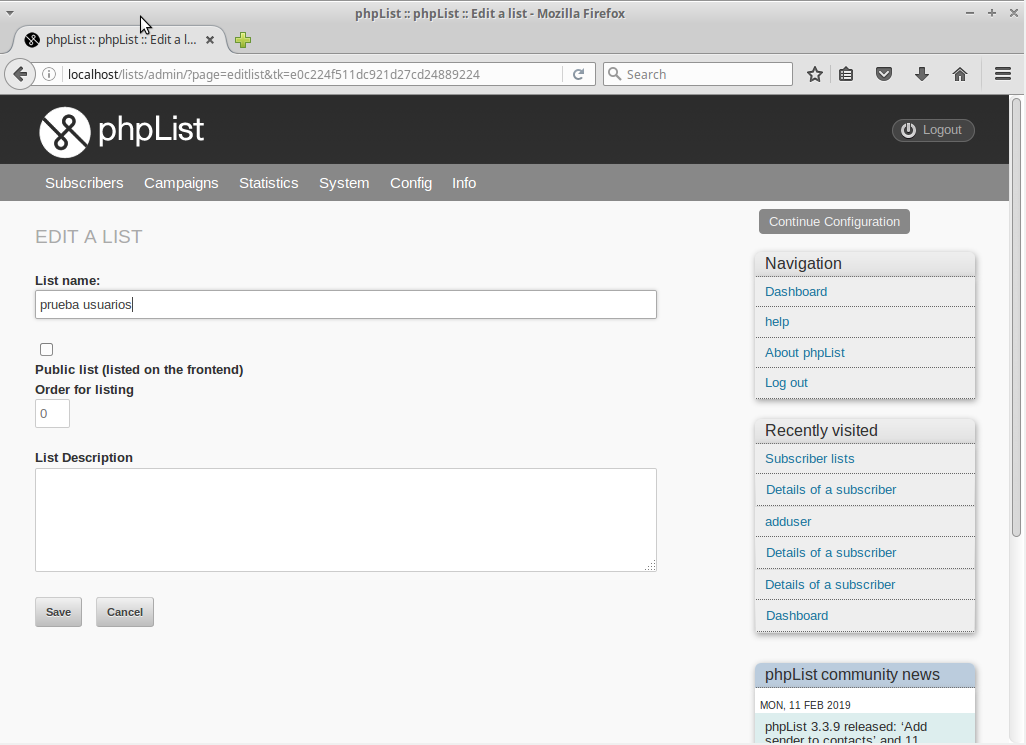 phpList :: phpList :: Edit a list - Mozilla Firefox
phpList :: phpList :: Edit a l...
localhost/lists/admin/?page=editlist&tk=e0c224f511dc921d27cd24889224
Search
phpList
Logout
Subscribers Campaigns Statistics System Config Info
Continue Configuration
EDIT A LIST
List name:
prueba usuarios
Public list (listed on the frontend)
Order for listing
0
List Description
Save Cancel
Navigation
Dashboard
help
About phpList
Log out
Recently visited
Subscriber lists
Details of a subscriber
adduser
Details of a subscriber
Details of a subscriber
Dashboard
phpList community news
MON, 11 FEB 2019
phpList 3.3.9 released: ‘Add
sender to contacts’ and 11